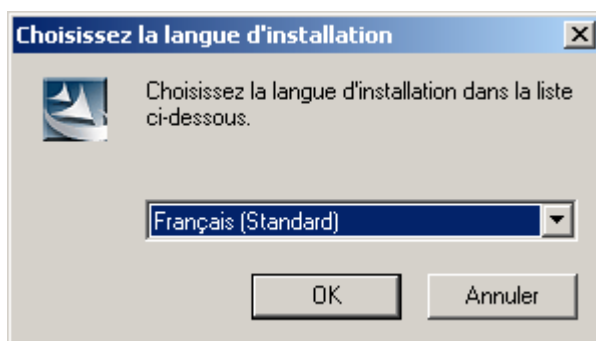 Choisissez la langue d'installation
Choisissez la langue d'installation dans la liste
ci-dessous.
Français (Standard)
OK
Annuler